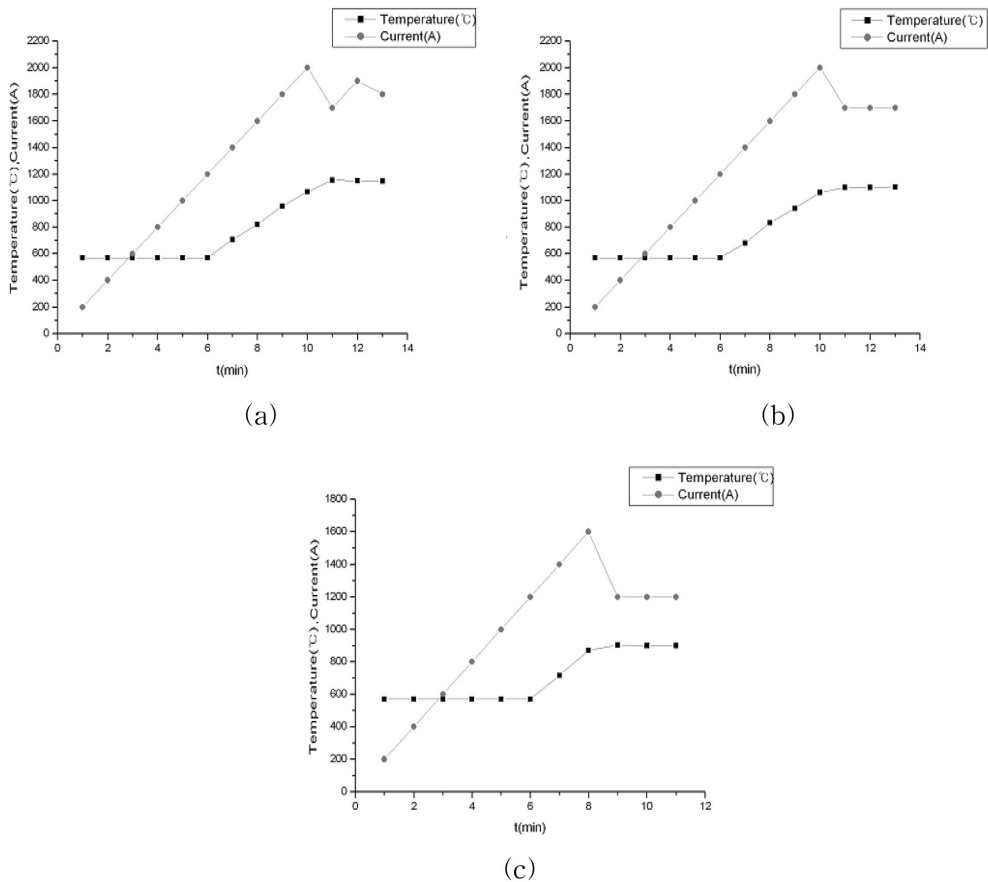 Temperature(℃)
Current(A)
Temperature(℃),Current(A)
2200
2000
1800
1600
1400
1200
1000
800
600
400
200
0
0 2 4 6 8 10 12 14
t(min)
(a)
Temperature(℃)
Current(A)
Temperature(℃),Current(A)
2200
2000
1800
1600
1400
1200
1000
800
600
400
200
0
0 2 4 6 8 10 12 14
t(min)
(b)
Temperature(℃)
Current(A)
Temperature(℃),Current(A)
1800
1600
1400
1200
1000
800
600
400
200
0
0 2 4 6 8 10 12
t(min)
(c)